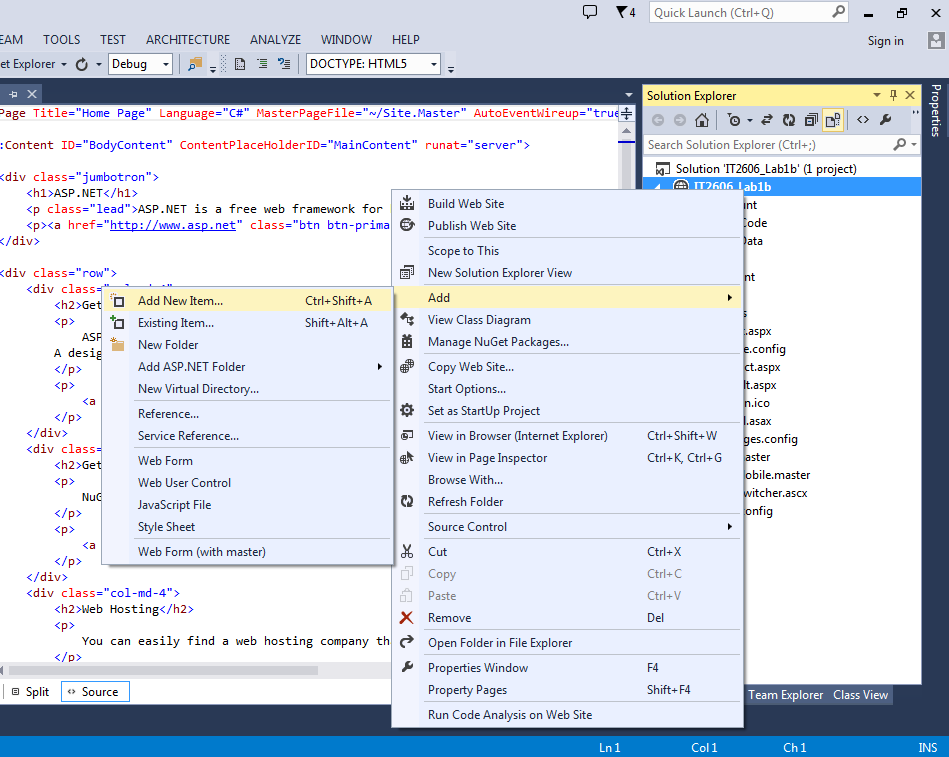 4
Quick Launch (Ctrl+Q)
EAM TOOLS TEST ARCHITECTURE ANALYZE WINDOW HELP
Sign in
et Explorer Debug DOCTYPE: HTML5
Page Title="Home Page" Language="C#" MasterPageFile="~/Site.Master" AutoEventWireup="true
:Content ID="BodyContent" ContentPlaceHolderID="MainContent" runat="server">
<div class="jumbotron">
<h1>ASP.NET</h1>
<p class="lead">ASP.NET is a free web framework for
<p><a href="http://www.asp.net" class="btn btn-prima
</div>
<div class="row">
<div clas
<h2>Get
<p>
ASP
A desig
</p>
<p>
<a
</p>
</div>
<div clas
<h2>Get
<p>
NuG
</p>
<p>
<a
</p>
</div>
<div class="col-md-4">
<h2>Web Hosting</h2>
<p>
You can easily find a web hosting company th
</p>
Split Source
Add New Item... Ctrl+Shift+A
Existing Item... Shift+Alt+A
New Folder
Add ASP.NET Folder
New Virtual Directory...
Reference...
Service Reference...
Web Form
Web User Control
JavaScript File
Style Sheet
Web Form (with master)
Build Web Site
Publish Web Site
Scope to This
New Solution Explorer View
Add
View Class Diagram
Manage NuGet Packages...
Copy Web Site...
Start Options...
Set as StartUp Project
View in Browser (Internet Explorer) Ctrl+Shift+W
View in Page Inspector Ctrl+K, Ctrl+G
Browse With...
Refresh Folder
Source Control
Cut Ctrl+X
Copy Ctrl+C
Paste Ctrl+V
Remove Del
Open Folder in File Explorer
Properties Window F4
Property Pages Shift+F4
Run Code Analysis on Web Site
Solution Explorer
Search Solution Explorer (Ctrl+;)
Solution 'IT2606_Lab1b' (1 project)
IT2606_Lab1b
nt
Code
Data
nt
s
.aspx
e.config
ct.aspx
lt.aspx
n.ico
l.asax
ges.config
aster
obile.master
witcher.ascx
onfig
Properties
Team Explorer Class View
Ln 1 Col 1 Ch 1 INS